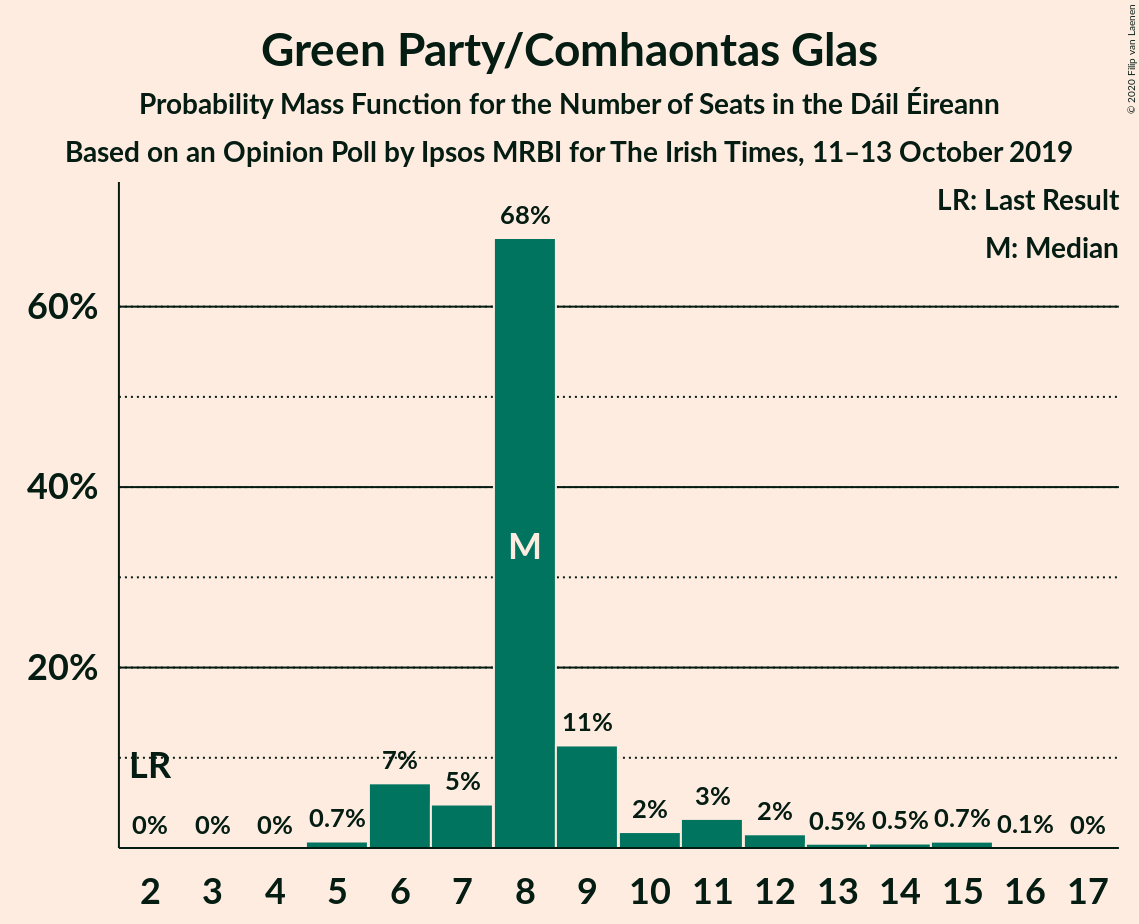 Green Party/Comhaontas Glas
Probability Mass Function for the Number of Seats in the Dáil Éireann
Based on an Opinion Poll by Ipsos MRBI for The Irish Times, 11–13 October 2019
© 2020 Filip van Laenen
LR: Last Result
M: Median
68%
60%
40%
M
20%
11%
LR
7%
5%
3%
2%
2%
0% 0% 0% 0.7% 0.5% 0.5% 0.7% 0.1% 0%
2 3 4 5 6 7 8 9 10 11 12 13 14 15 16 17